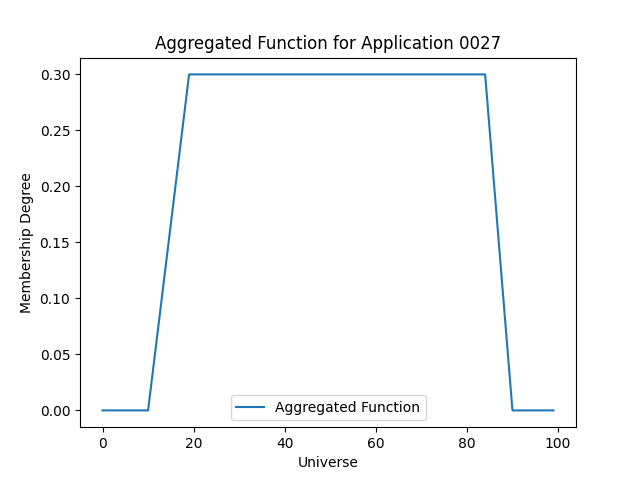 Aggregated Function for Application 0027
Membership Degree
0.30
0.25
0.20
0.15
0.10
0.05
0.00
Aggregated Function
0 20 40 60 80 100
Universe